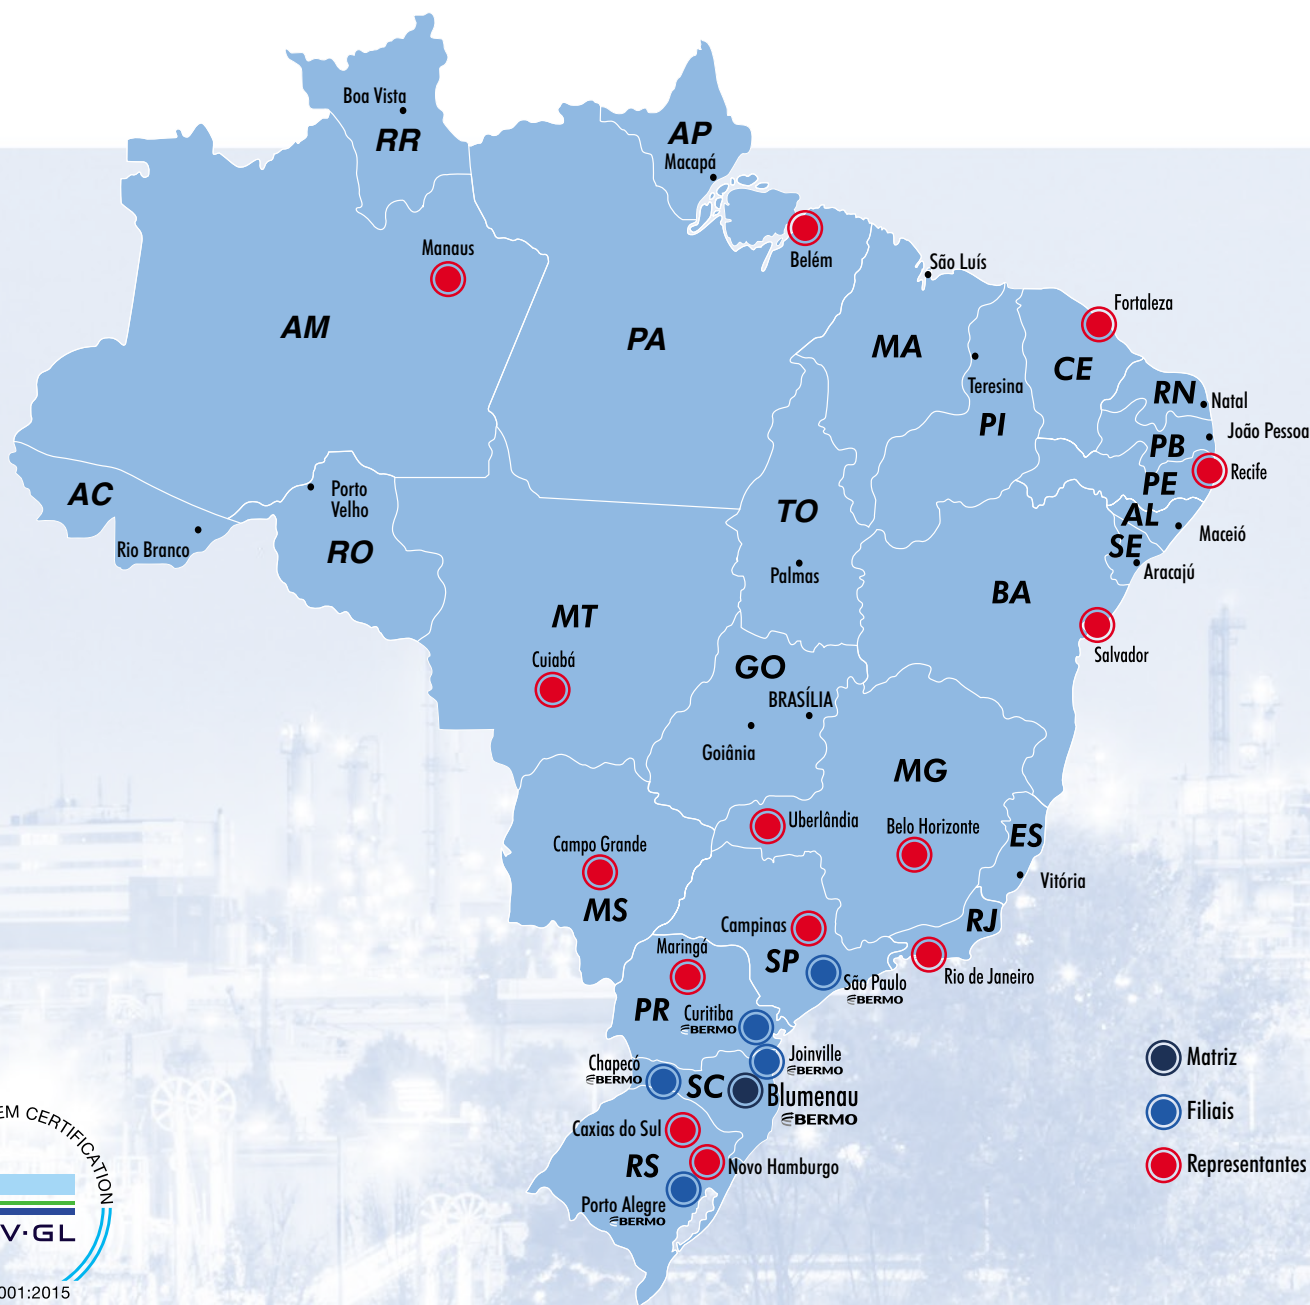 Boa Vista
RR
AP
Macapá
Manaus
Belém
São Luís
Fortaleza
AM
PA
MA
CE
Teresina
RN
Natal
PI
João Pessoa
PB
Recife
PE
AC
Porto
Velho
TO
AL
Maceió
Rio Branco
RO
SE
Aracajú
Palmas
BA
MT
Salvador
Cuiabá
GO
BRASÍLIA
Goiânia
MG
Uberlândia
Belo Horizonte
ES
Campo Grande
Vitória
MS
RJ
Campinas
Maringá
SP
São Paulo
BERMO
Rio de Janeiro
PR
Curitiba
BERMO
Joinville
BERMO
Chapecó
BERMO
SC
Blumenau
BERMO
Caxias do Sul
RS
Novo Hamburgo
Porto Alegre
BERMO
Matriz
Filiais
Representantes
EM CERTIFICATION
V·GL
001:2015